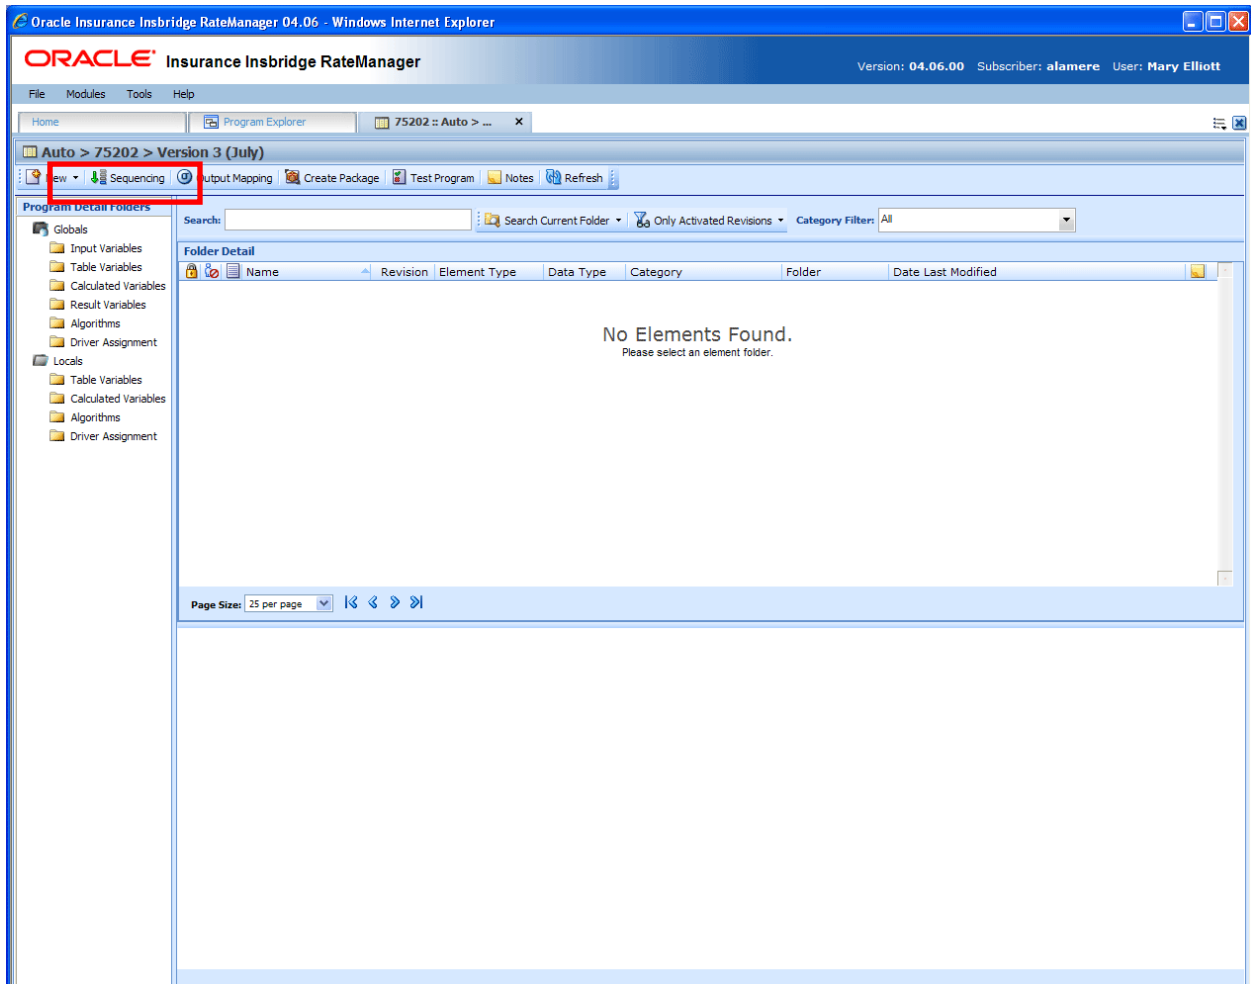 Oracle Insurance Insbridge RateManager 04.06 - Windows Internet Explorer
ORACLE Insurance Insbridge RateManager
Version: 04.06.00 Subscriber: alamere User: Mary Elliott
File Modules Tools Help
Home Program Explorer 75202 :: Auto > ... x
Auto > 75202 > Version 3 (July)
New Sequencing Output Mapping Create Package Test Program Notes Refresh
Program Detail Folders
Globals
Input Variables
Table Variables
Calculated Variables
Result Variables
Algorithms
Driver Assignment
Locals
Table Variables
Calculated Variables
Algorithms
Driver Assignment
Search: Search Current Folder Only Activated Revisions Category Filter: All
Folder Detail
Name Revision Element Type Data Type Category Folder Date Last Modified
No Elements Found.
Please select an element folder.
Page Size: 25 per page